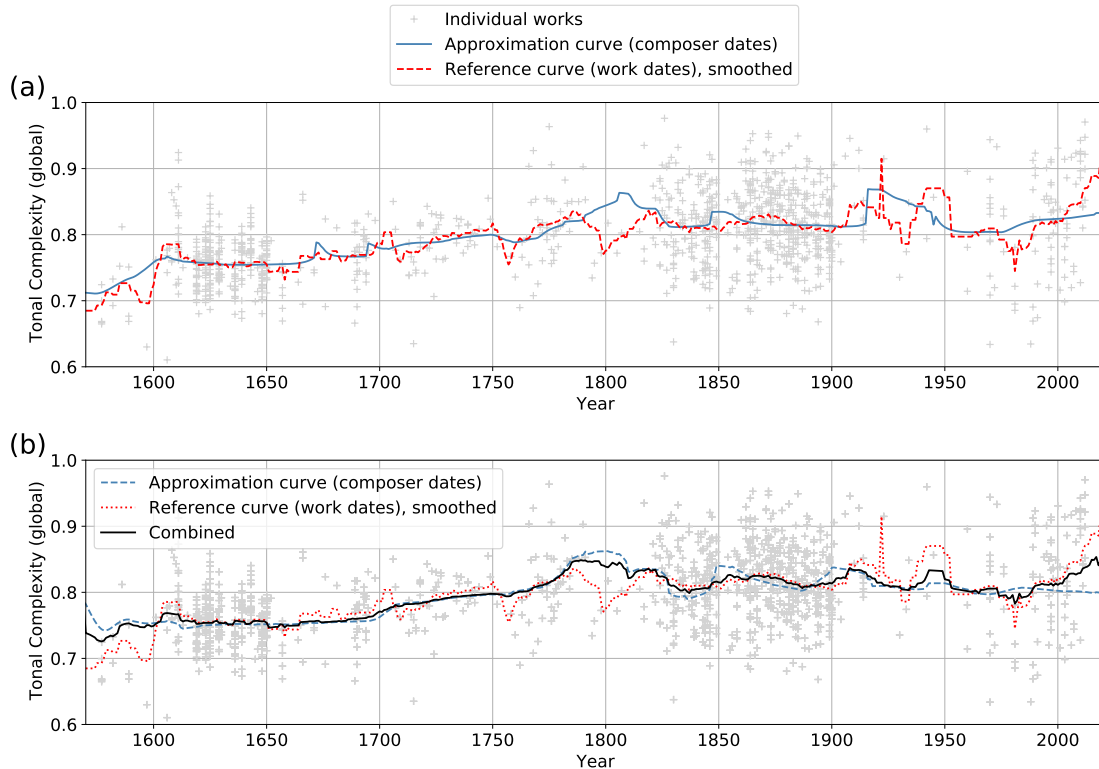 Individual works
Approximation curve (composer dates)
Reference curve (work dates), smoothed
(a)
1.0
0.9
0.8
0.7
0.6
Tonal Complexity (global)
1600 1650 1700 1750 1800 1850 1900 1950 2000
Year
(b)
1.0
0.9
0.8
0.7
0.6
Tonal Complexity (global)
Approximation curve (composer dates)
Reference curve (work dates), smoothed
Combined
1600 1650 1700 1750 1800 1850 1900 1950 2000
Year